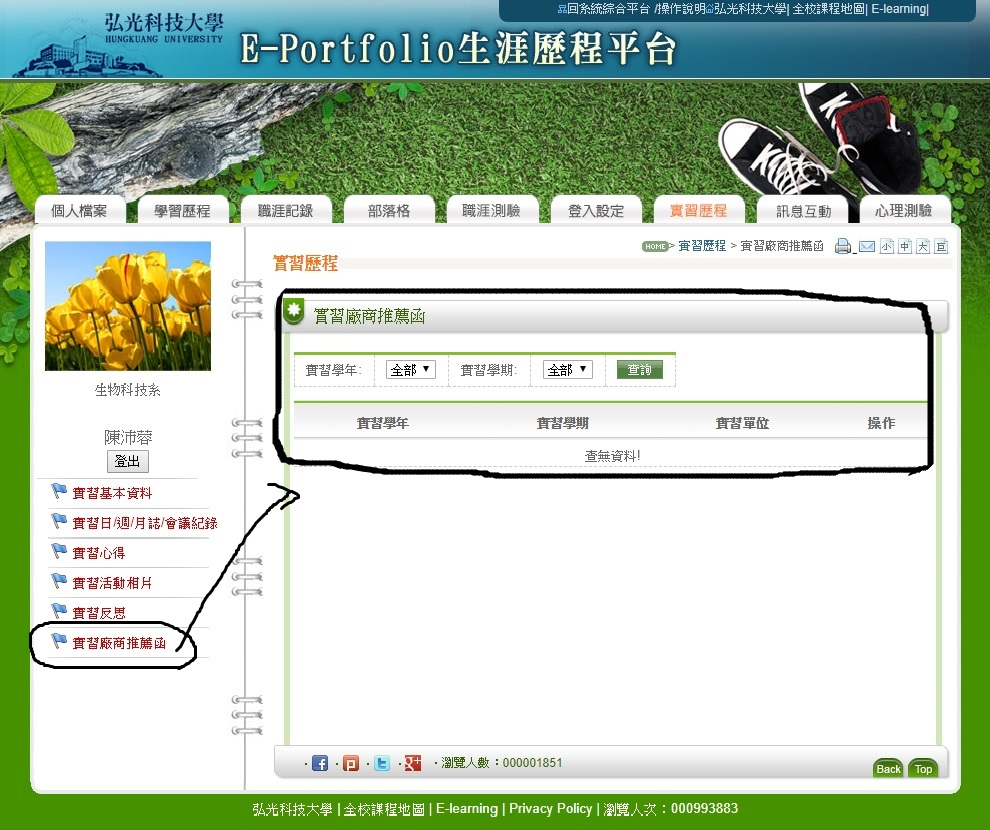 品回系統綜合平台 /操作說明 弘光科技大學| 全校課程地圖| E-learning|
弘光科技大學
HUNGKUANG UNIVERSITY
E-Portfolio生涯歷程平台
個人檔案 學習歷程 職涯記錄 部落格 職涯測驗 登入設定 實習歷程 訊息互動 心理測驗
HOME > 實習歷程 > 實習廠商推薦函 小 中 大 巨
實習歷程
實習廠商推薦函
實習學年: 全部 ▼ 實習學期: 全部 ▼ 查詢
實習學年 實習學期 實習單位 操作
查無資料!
生物科技系
陳沛蓉
登出
實習基本資料
實習日/週/月誌/會議紀錄
實習心得
實習活動相片
實習反思
實習廠商推薦函
‧瀏覽人數：000001851
Back Top
弘光科技大學 | 全校課程地圖 | E-learning | Privacy Policy | 瀏覽人次：000993883